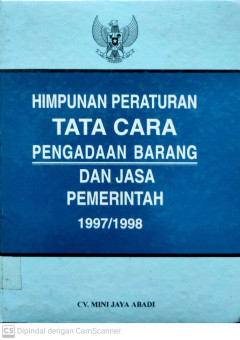 HIMPUNAN PERATURAN
TATA CARA
PENGADAAN BARANG
DAN JASA
PEMERINTAH
1997/1998
CV. MINI JAYA ABADI
CS Dipindai dengan CamScanner